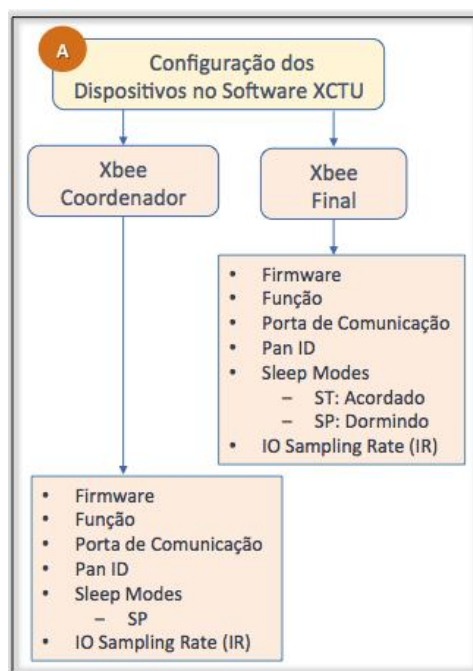 A
Configuração dos
Dispositivos no Software XCTU
Xbee
Coordenador
Xbee
Final
• Firmware
• Função
• Porta de Comunicação
• Pan ID
• Sleep Modes
– ST: Acordado
– SP: Dormindo
• IO Sampling Rate (IR)
• Firmware
• Função
• Porta de Comunicação
• Pan ID
• Sleep Modes
– SP
• IO Sampling Rate (IR)